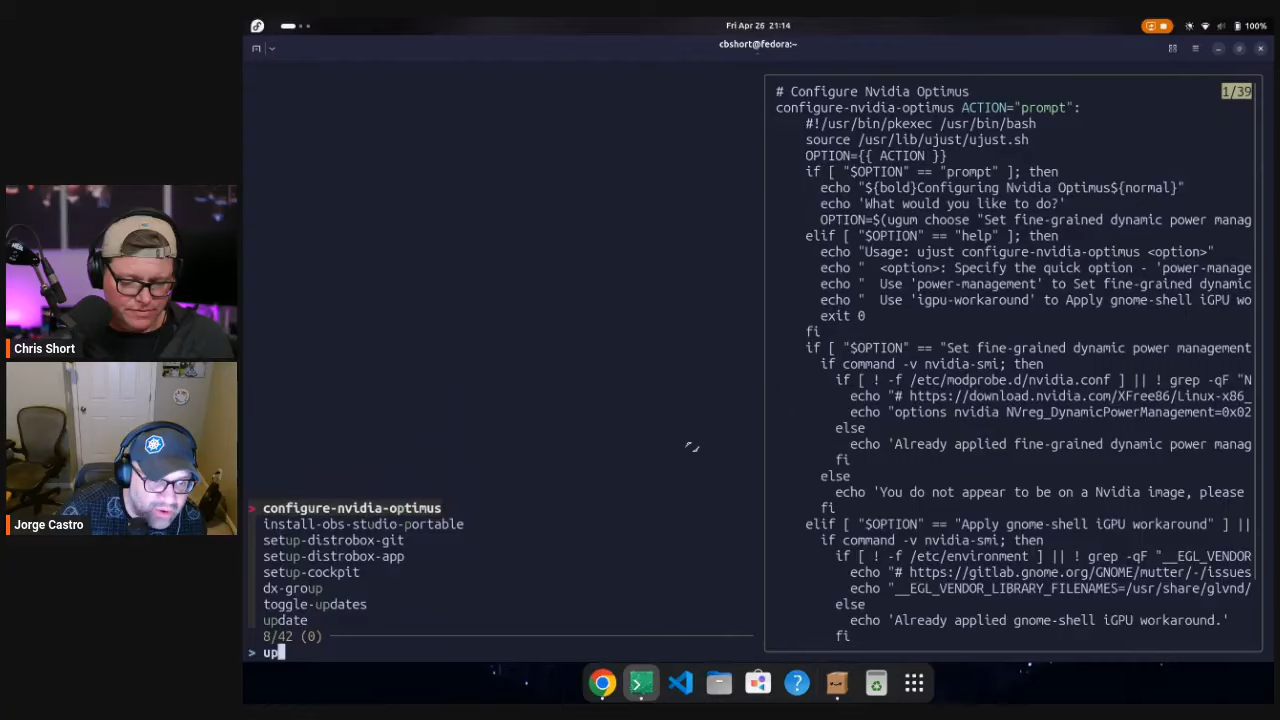 Fri Apr 26 21:14
100%
cbshort@fedora:~
# Configure Nvidia Optimus
1/39
configure-nvidia-optimus ACTION="prompt":
#!/usr/bin/pkexec /usr/bin/bash
source /usr/lib/ujust/ujust.sh
OPTION={{ ACTION }}
if [ "$OPTION" == "prompt" ]; then
echo "${bold}Configuring Nvidia Optimus${normal}"
echo 'What would you like to do?'
OPTION=$(ugum choose "Set fine-grained dynamic power manag
elif [ "$OPTION" == "help" ]; then
echo "Usage: ujust configure-nvidia-optimus <option>"
echo "  <option>: Specify the quick option - 'power-manage
echo "  Use 'power-management' to Set fine-grained dynamic
echo "  Use 'igpu-workaround' to Apply gnome-shell iGPU wo
exit 0
fi
if [ "$OPTION" == "Set fine-grained dynamic power management
if command -v nvidia-smi; then
if [ ! -f /etc/modprobe.d/nvidia.conf ] || ! grep -qF "N
echo "# https://download.nvidia.com/XFree86/Linux-x86_
echo "options nvidia NVreg_DynamicPowerManagement=0x02
else
echo 'Already applied fine-grained dynamic power manag
fi
else
echo 'You do not appear to be on a Nvidia image, please
fi
elif [ "$OPTION" == "Apply gnome-shell iGPU workaround" ] ||
if command -v nvidia-smi; then
if [ ! -f /etc/environment ] || ! grep -qF "__EGL_VENDOR
echo "# https://gitlab.gnome.org/GNOME/mutter/-/issues
echo "__EGL_VENDOR_LIBRARY_FILENAMES=/usr/share/glvnd/
else
echo 'Already applied gnome-shell iGPU workaround.'
fi
> configure-nvidia-optimus
install-obs-studio-portable
setup-distrobox-git
setup-distrobox-app
setup-cockpit
dx-group
toggle-updates
update
8/42 (0)
> up
Chris Short
Jorge Castro